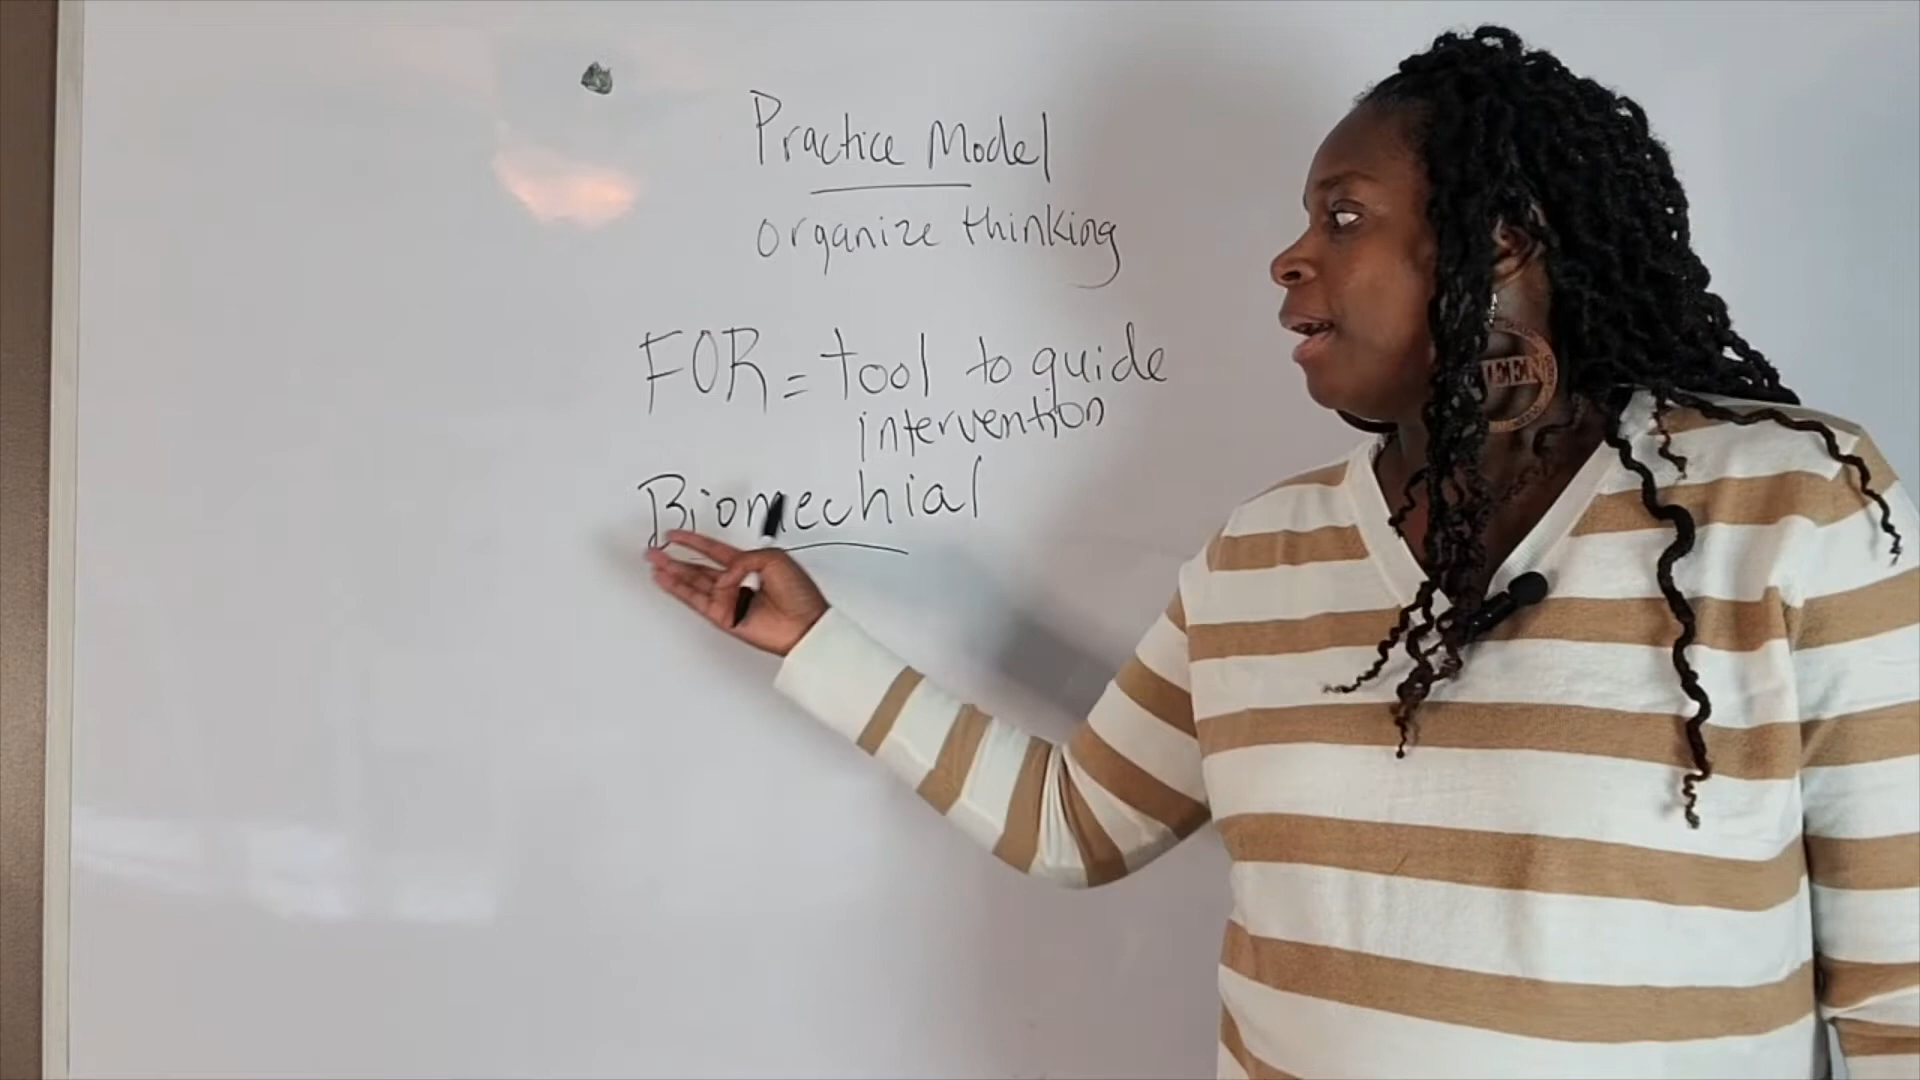 Practice Model
organize thinking
FOR = tool to guide
intervention
Biomechial